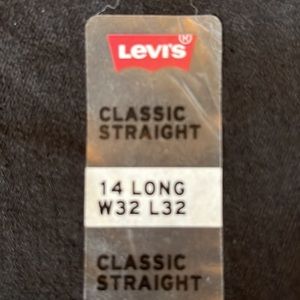 Levi's®
CLASSIC
STRAIGHT
14 LONG
W32 L32
CLASSIC
STRAIGHT